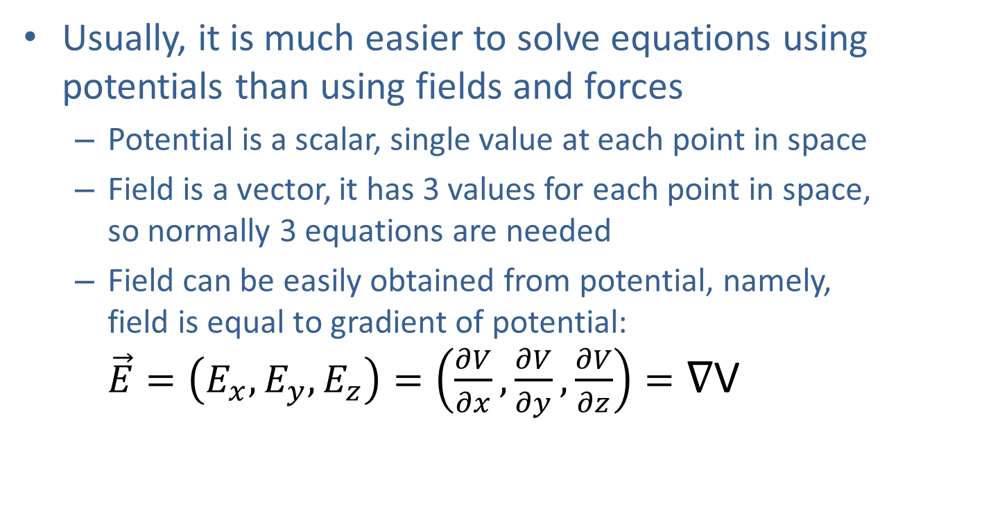 • Usually, it is much easier to solve equations using
potentials than using fields and forces
– Potential is a scalar, single value at each point in space
– Field is a vector, it has 3 values for each point in space,
so normally 3 equations are needed
– Field can be easily obtained from potential, namely,
field is equal to gradient of potential:
$\vec{E} = (E_x, E_y, E_z) = \left(\frac{\partial V}{\partial x}, \frac{\partial V}{\partial y}, \frac{\partial V}{\partial z}\right) = \nabla V$